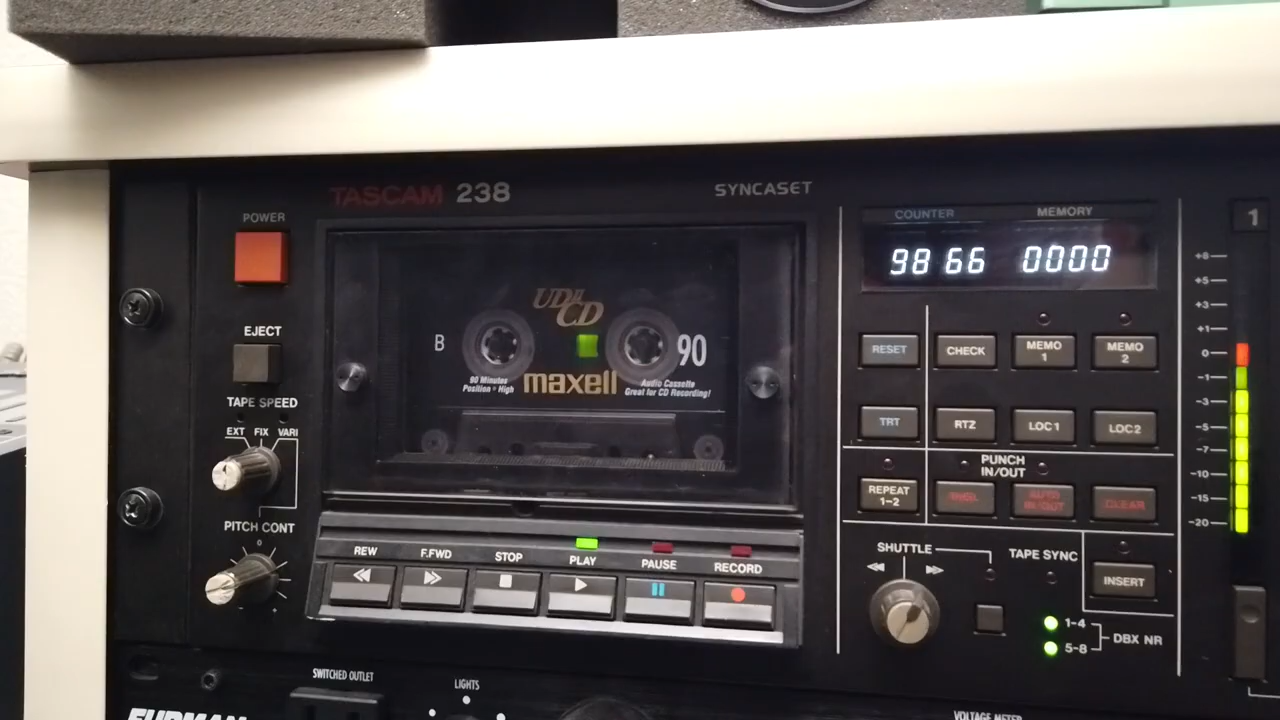 TASCAM 238
SYNCASET
POWER
EJECT
TAPE SPEED
EXT FIX VARI
PITCH CONT
0
- +
UD II
CD
B
90
90 Minutes
Position • High
maxell
Audio Cassette
Great for CD Recording!
REW F.FWD STOP PLAY PAUSE RECORD
COUNTER MEMORY
98 66 0000
RESET CHECK MEMO 1 MEMO 2
TRT RTZ LOC 1 LOC 2
PUNCH
IN/OUT
REPEAT
1-2
AUTO
IN/OUT
CLEAR
SHUTTLE
TAPE SYNC
INSERT
1-4
5-8
DBX NR
1
+8
+5
+3
+1
0
-1
-3
-5
-7
-10
-15
-20
SWITCHED OUTLET
LIGHTS
FURMAN
VOLTAGE METER